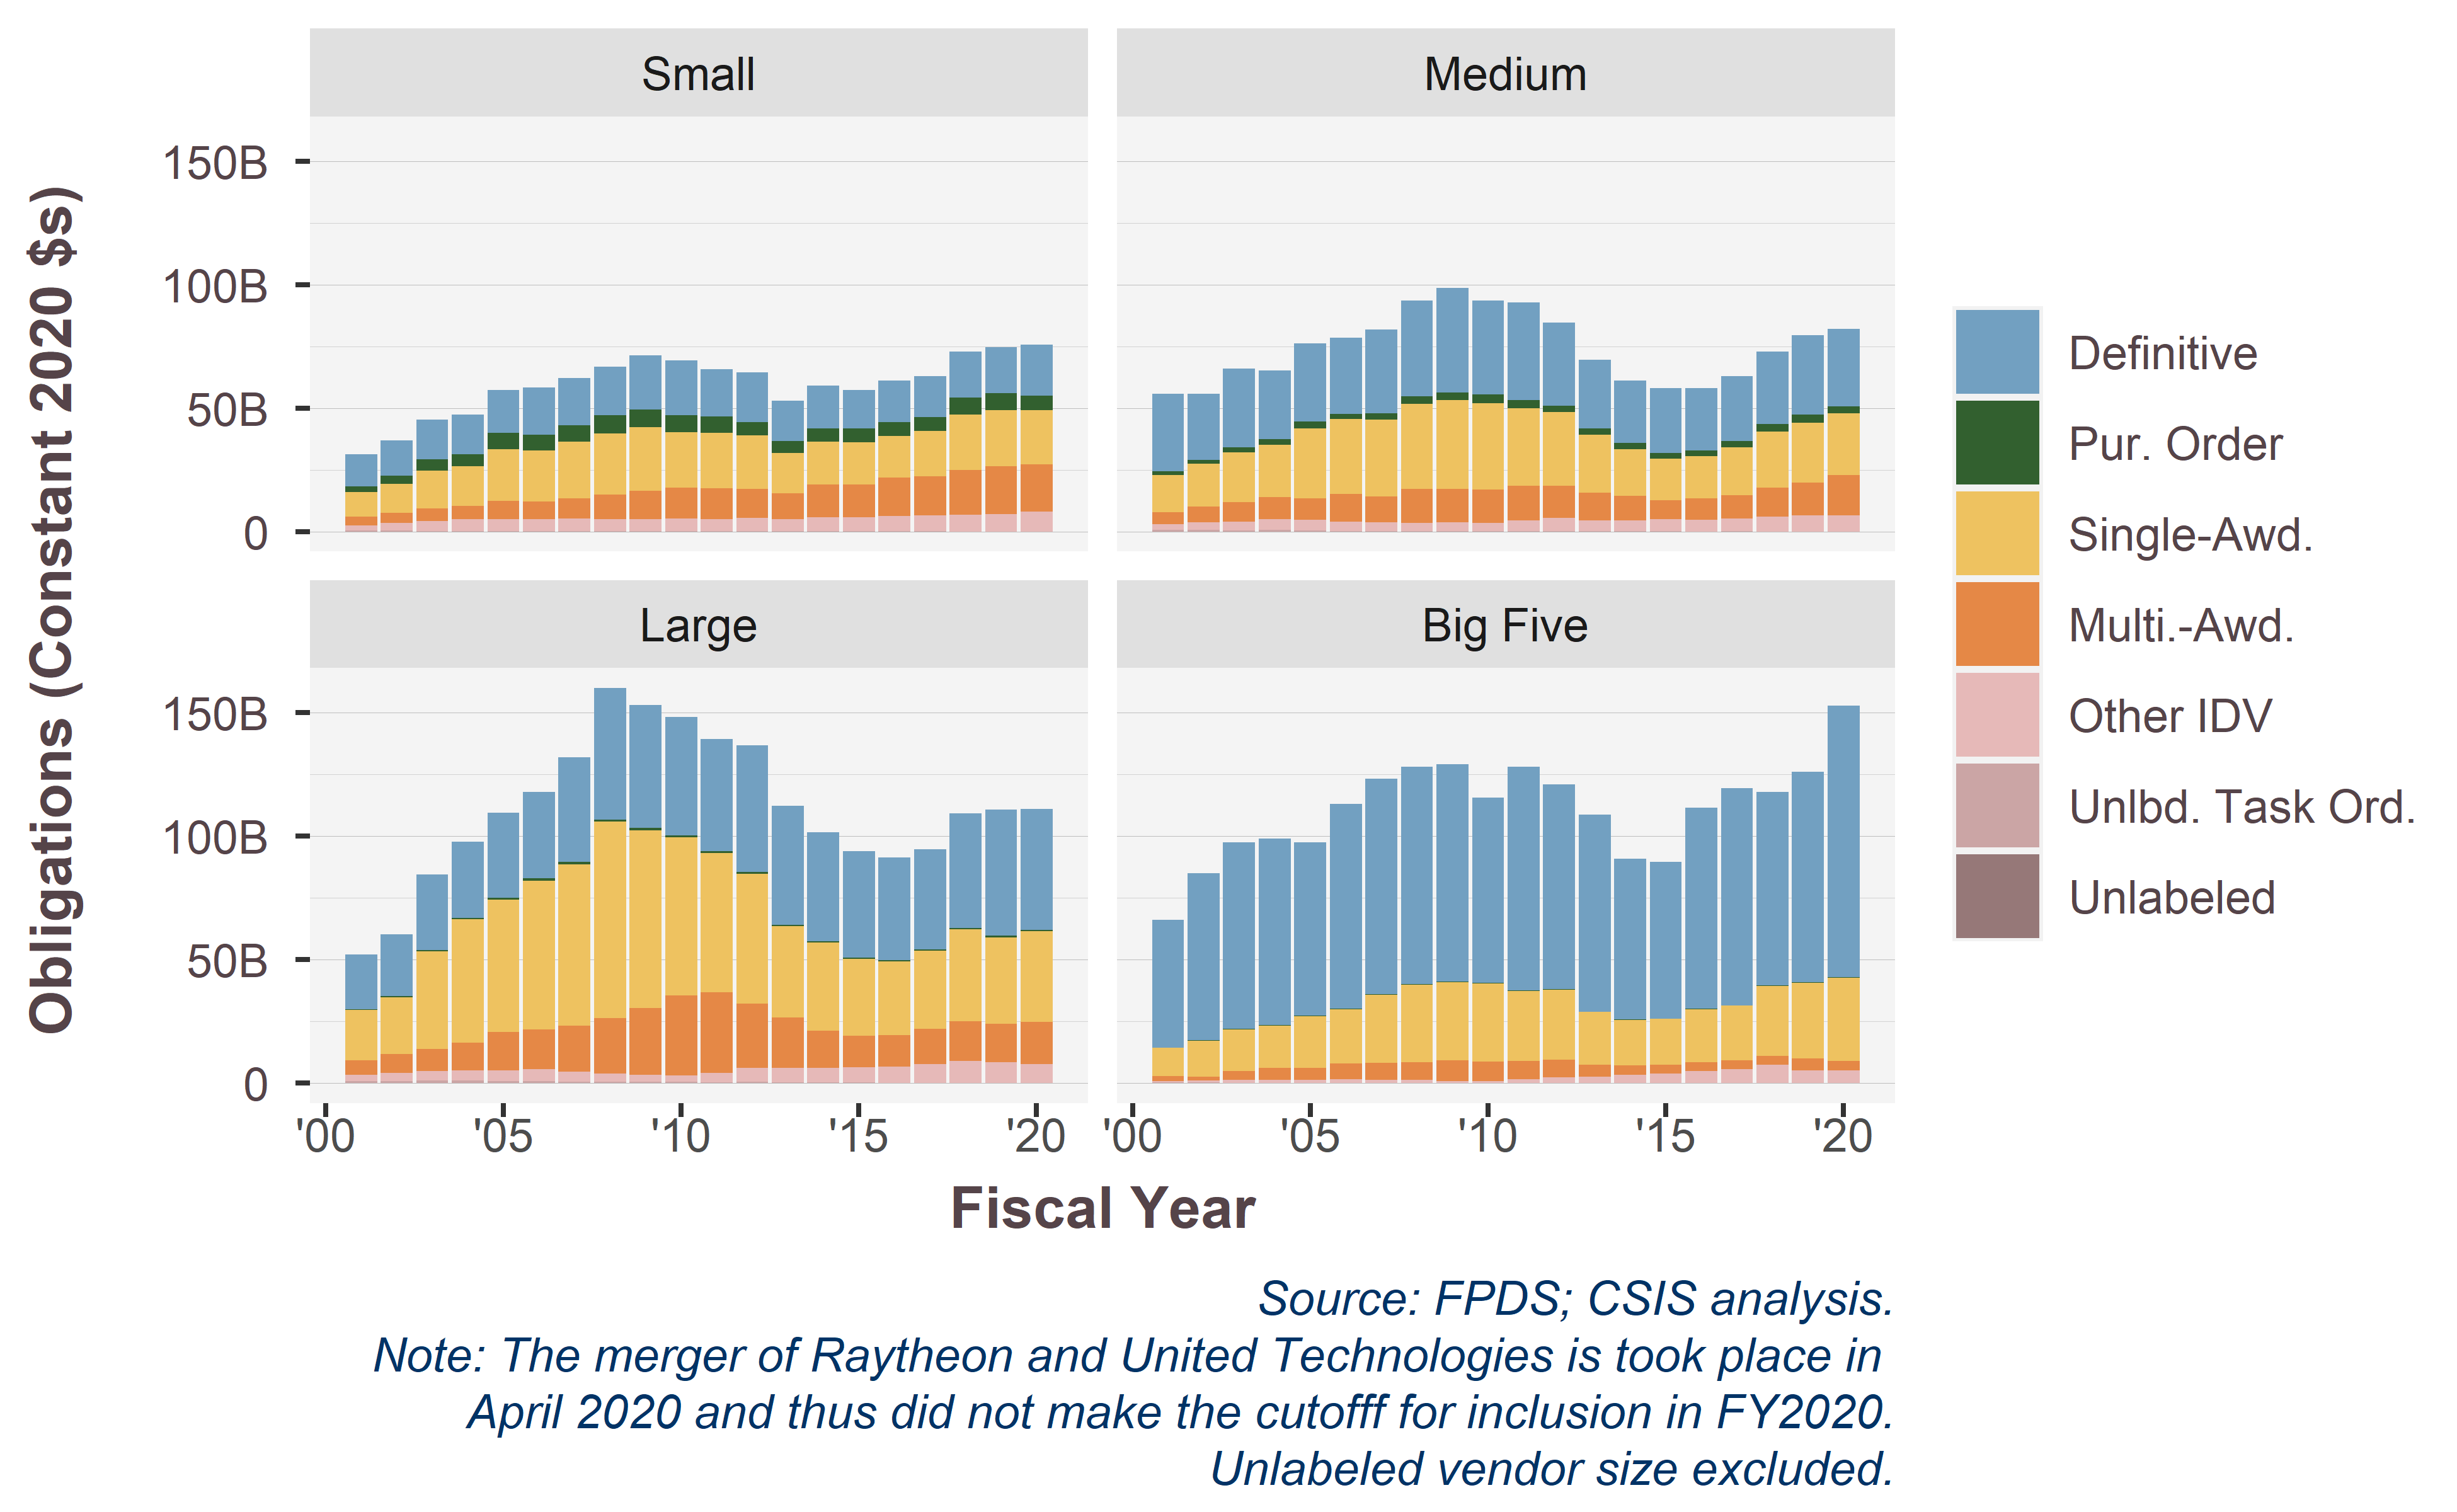 Small
Medium
150B
100B
50B
0
Large
Big Five
150B
100B
50B
0
'00
'05
'10
'15
'20
'00
'05
'10
'15
'20
Obligations (Constant 2020 $s)
Fiscal Year
Definitive
Pur. Order
Single-Awd.
Multi.-Awd.
Other IDV
Unlbd. Task Ord.
Unlabeled
Source: FPDS; CSIS analysis.
Note: The merger of Raytheon and United Technologies is took place in
April 2020 and thus did not make the cutofff for inclusion in FY2020.
Unlabeled vendor size excluded.